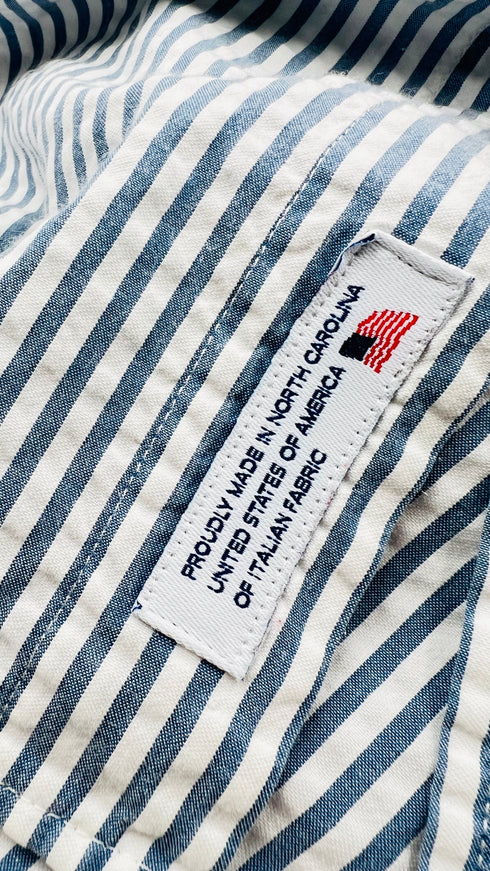 PROUDLY MADE IN NORTH CAROLINA
UNITED STATES OF AMERICA
OF ITALIAN FABRIC